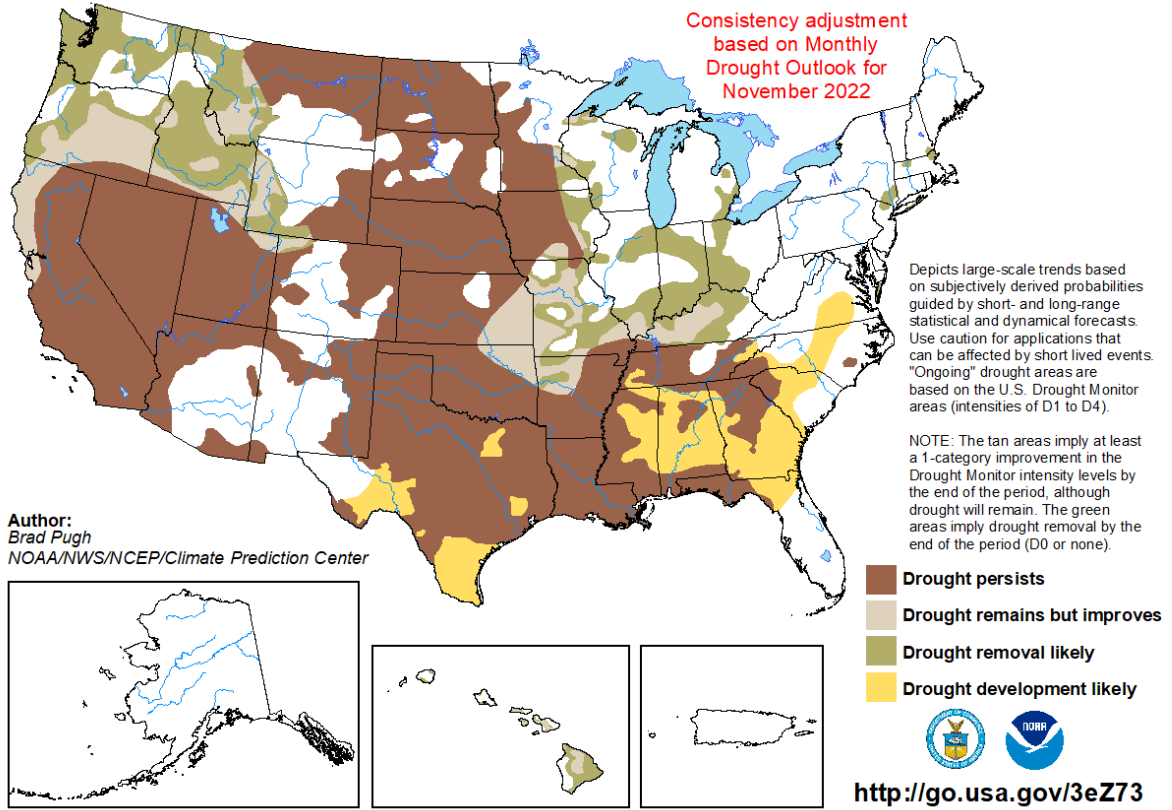 Consistency adjustment
based on Monthly
Drought Outlook for
November 2022
Depicts large-scale trends based
on subjectively derived probabilities
guided by short- and long-range
statistical and dynamical forecasts.
Use caution for applications that
can be affected by short lived events.
"Ongoing" drought areas are
based on the U.S. Drought Monitor
areas (intensities of D1 to D4).
NOTE: The tan areas imply at least
a 1-category improvement in the
Drought Monitor intensity levels by
the end of the period, although
drought will remain. The green
areas imply drought removal by the
end of the period (D0 or none).
Author:
Brad Pugh
NOAA/NWS/NCEP/Climate Prediction Center
Drought persists
Drought remains but improves
Drought removal likely
Drought development likely
NOAA
http://go.usa.gov/3eZ73